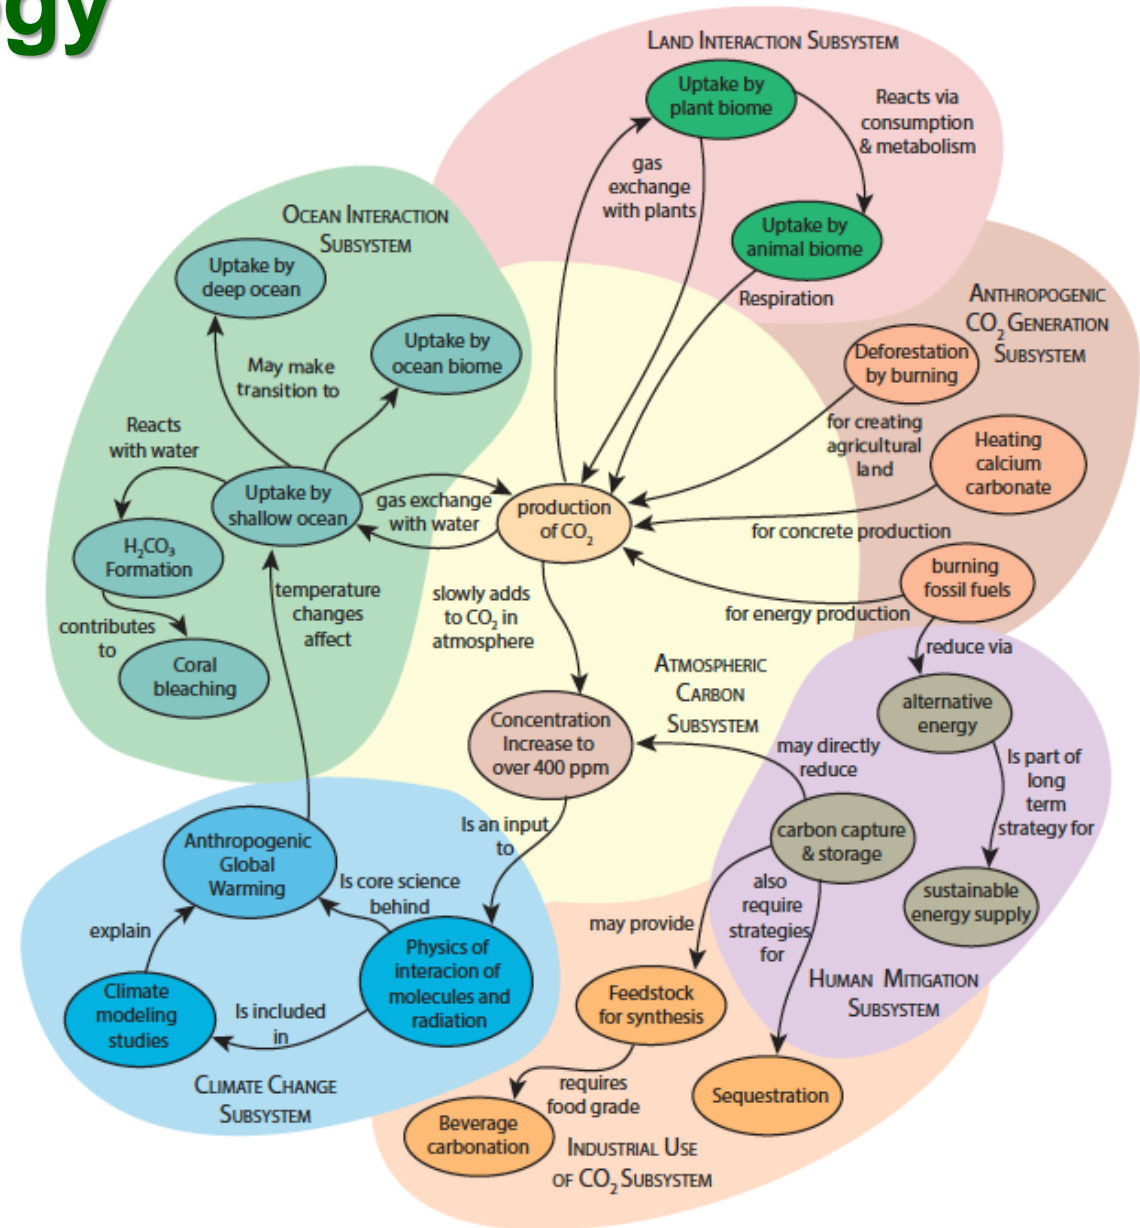 gy
LAND INTERACTION SUBSYSTEM
Uptake by
plant biome
Reacts via
consumption
& metabolism
gas
exchange
with plants
Uptake by
animal biome
Respiration
OCEAN INTERACTION
SUBSYSTEM
Uptake by
deep ocean
Uptake by
ocean biome
May make
transition to
Reacts
with water
Uptake by
shallow ocean
gas exchange
with water
H₂CO₃
Formation
contributes
to
Coral
bleaching
temperature
changes
affect
ANTHROPOGENIC
CO₂ GENERATION
SUBSYSTEM
Deforestation
by burning
for creating
agricultural
land
Heating
calcium
carbonate
for concrete production
burning
fossil fuels
for energy production
production
of CO₂
slowly adds
to CO₂ in
atmosphere
ATMOSPHERIC
CARBON
SUBSYSTEM
Concentration
Increase to
over 400 ppm
Is an input
to
reduce via
alternative
energy
Is part of
long
term
strategy for
may directly
reduce
carbon capture
& storage
sustainable
energy supply
also
require
strategies
for
may provide
HUMAN MITIGATION
SUBSYSTEM
Anthropogenic
Global
Warming
Is core science
behind
explain
Physics of
interacion of
molecules and
radiation
Climate
modeling
studies
Is included
in
CLIMATE CHANGE
SUBSYSTEM
Feedstock
for synthesis
requires
food grade
Beverage
carbonation
Sequestration
INDUSTRIAL USE
OF CO₂ SUBSYSTEM